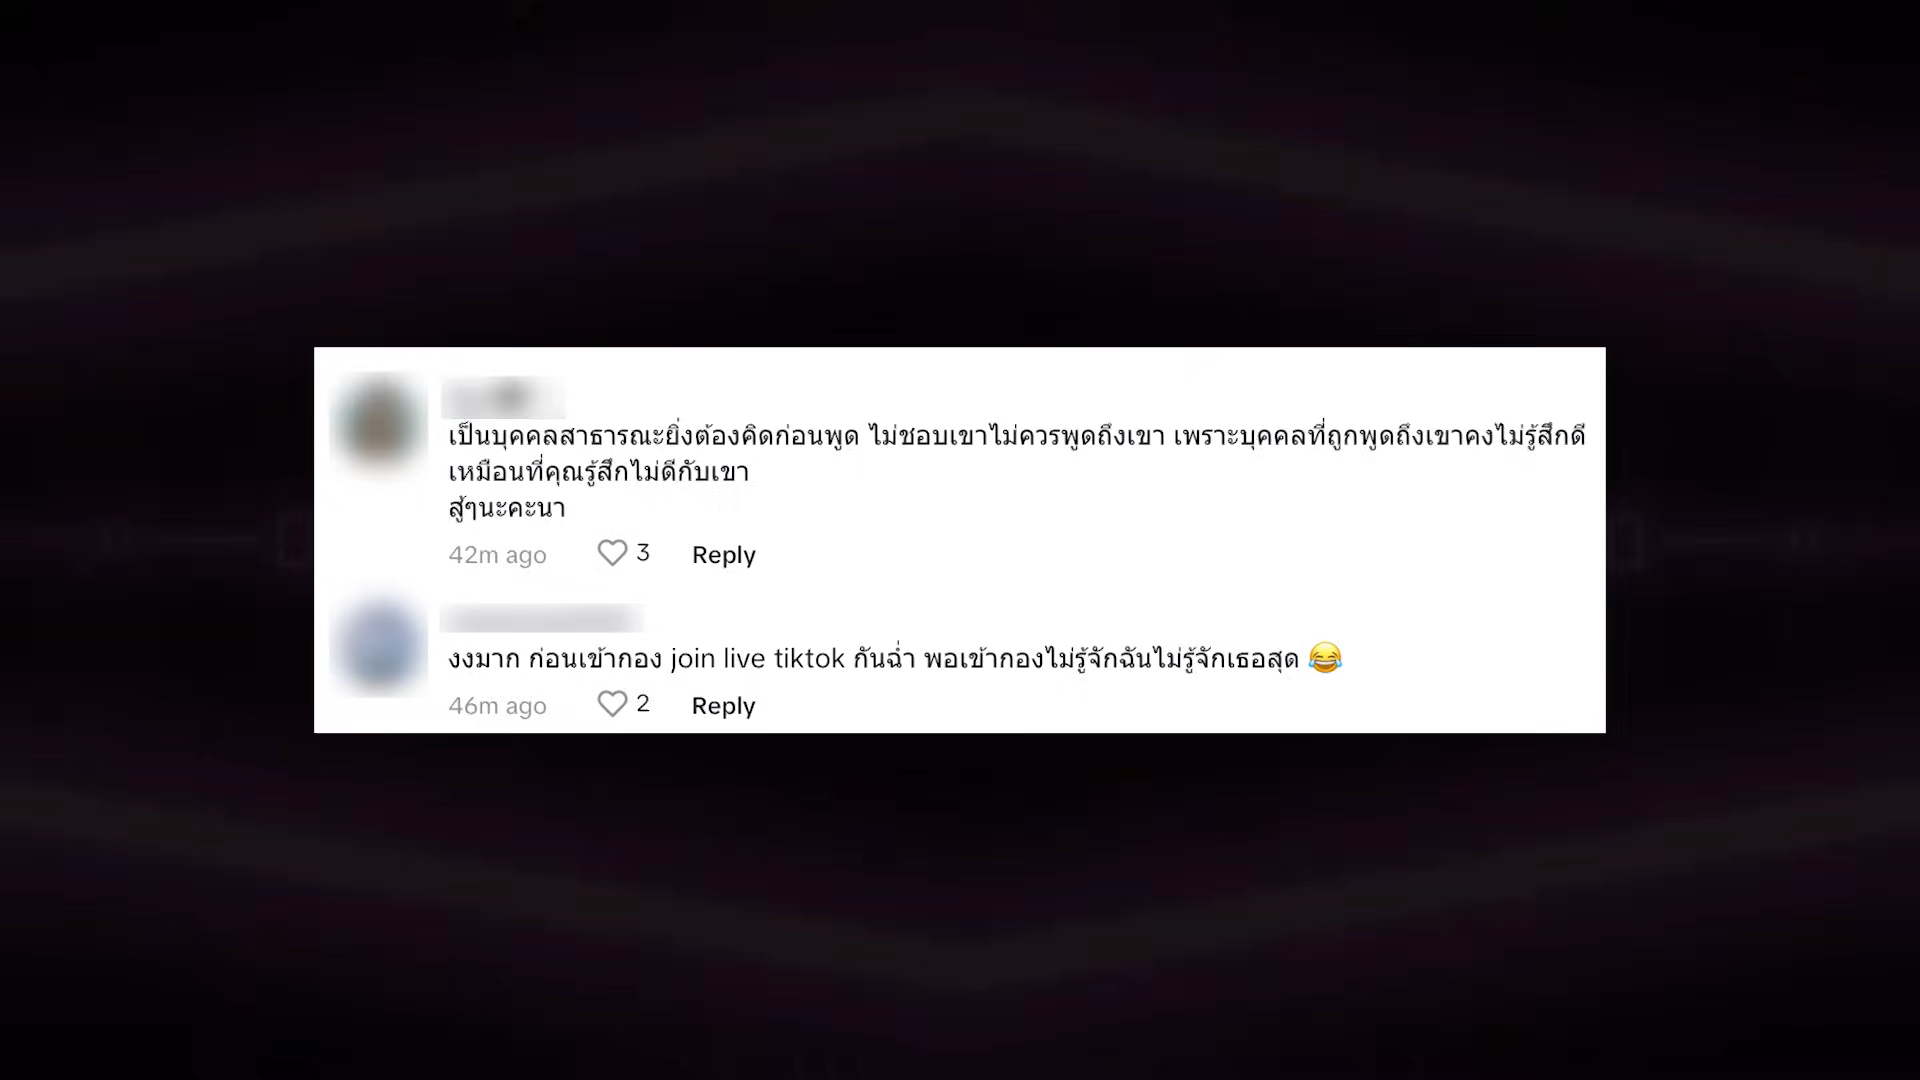 เป็นบุคคลสาธารณะยิ่งต้องคิดก่อนพูด ไม่ชอบเขาไม่ควรพูดถึงเขา เพราะบุคคลที่ถูกพูดถึงเขาคงไม่รู้สึกดี
เหมือนที่คุณรู้สึกไม่ดีกับเขา
สู้ๆนะคะนา
42m ago 3 Reply
งงมาก ก่อนเข้ากอง join live tiktok กันฉ่ำ พอเข้ากองไม่รู้จักฉันไม่รู้จักเธอสุด 😂
46m ago 2 Reply